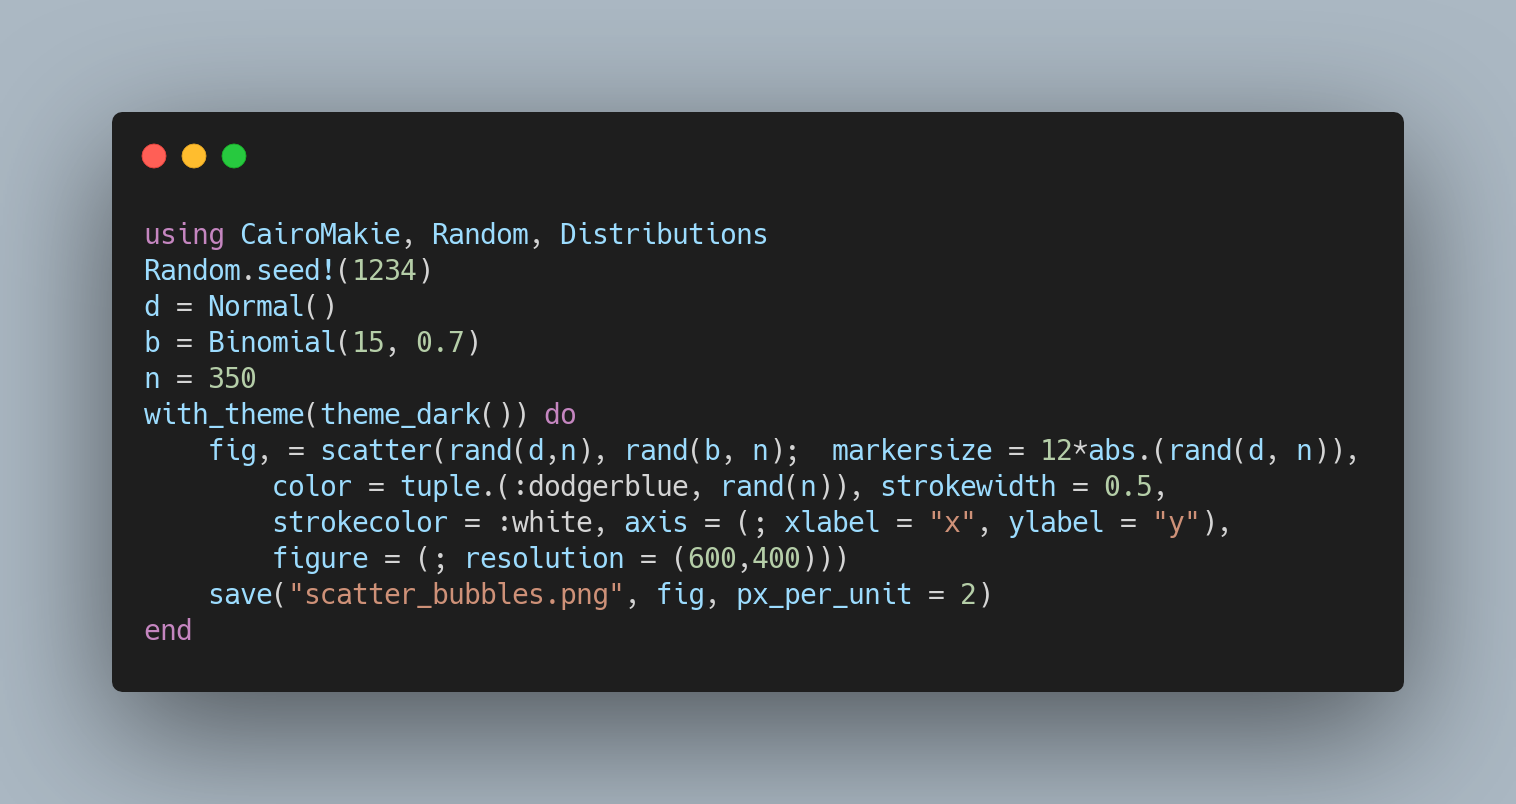 using CairoMakie, Random, Distributions
Random.seed!(1234)
d = Normal()
b = Binomial(15, 0.7)
n = 350
with_theme(theme_dark()) do
    fig, = scatter(rand(d,n), rand(b, n);  markersize = 12*abs.(rand(d, n)),
        color = tuple.(:dodgerblue, rand(n)), strokewidth = 0.5,
        strokecolor = :white, axis = (; xlabel = "x", ylabel = "y"),
        figure = (; resolution = (600,400)))
    save("scatter_bubbles.png", fig, px_per_unit = 2)
end